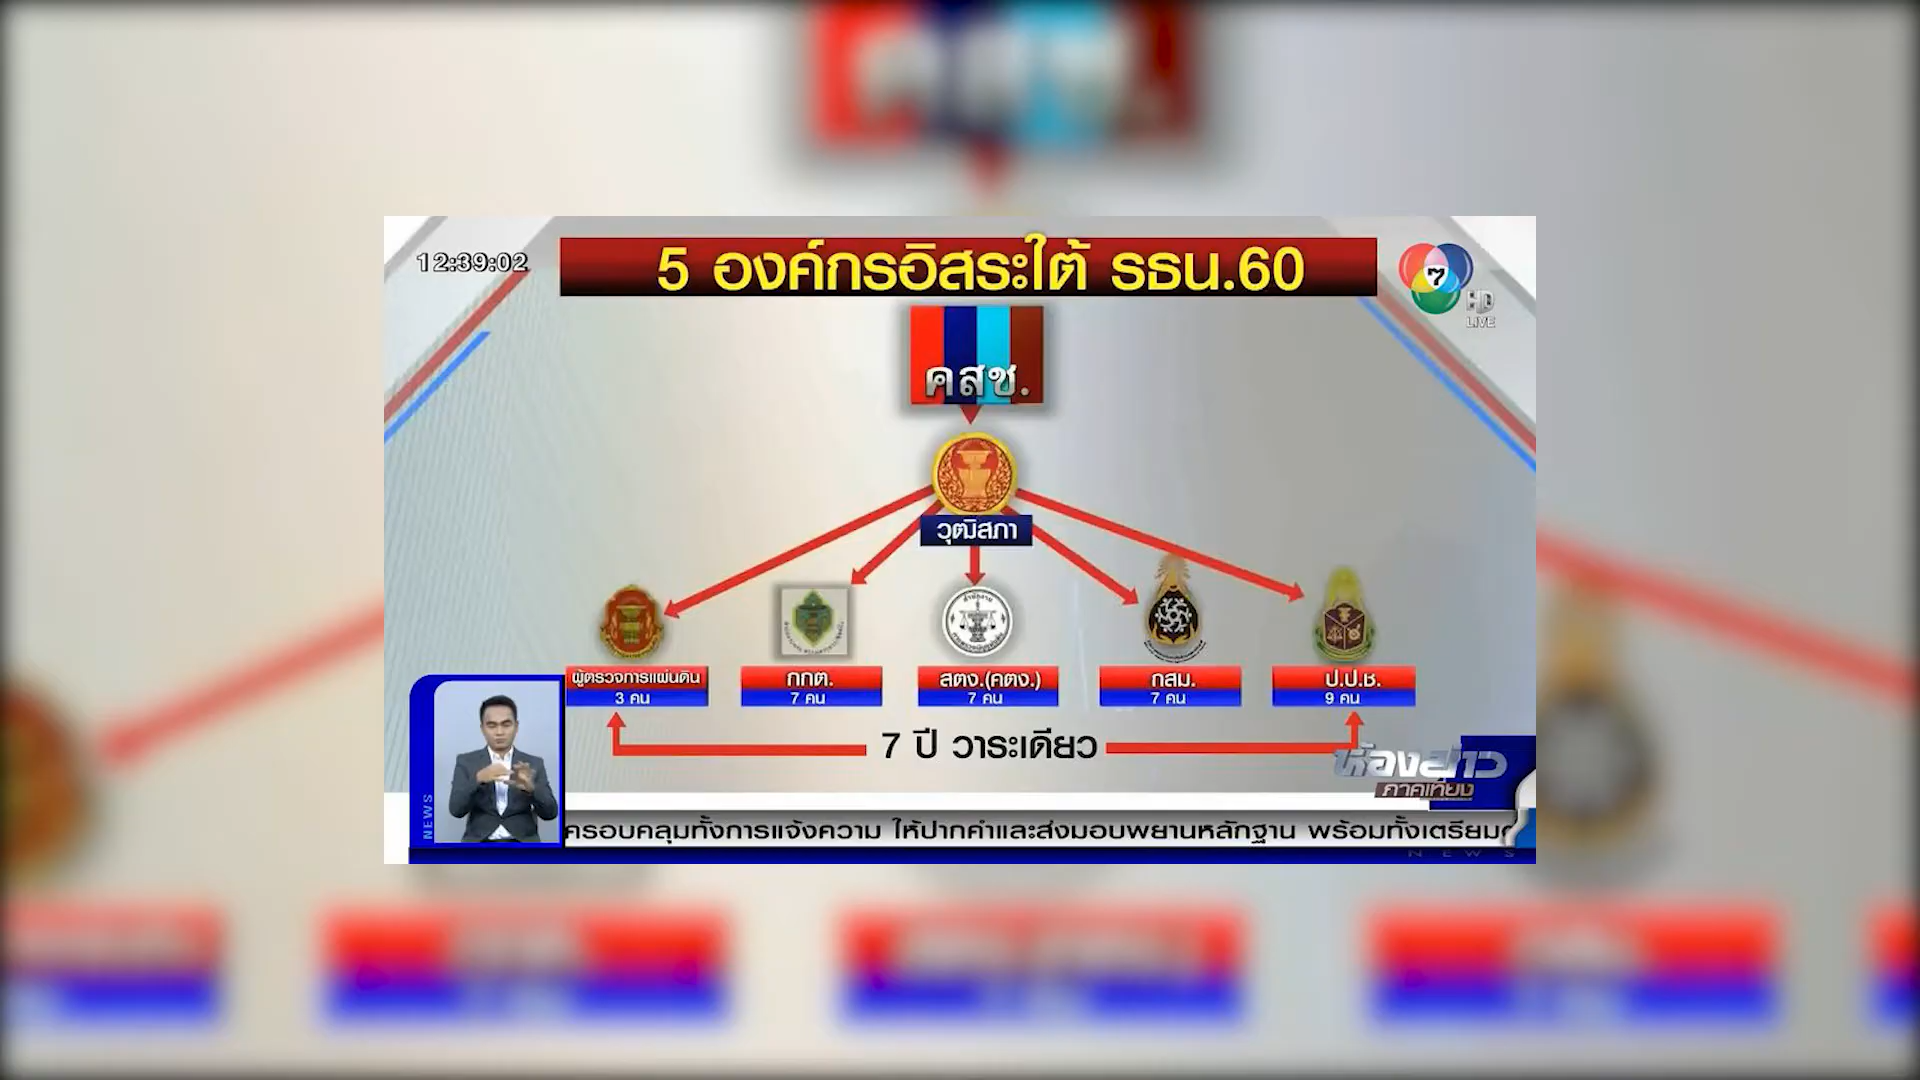 12:39:02
5 องค์กรอิสระใต้ รธน.60
7
HD
LIVE
คสช.
วุฒิสภา
ผู้ตรวจการแผ่นดิน
3 คน
กกต.
7 คน
สตง.(คตง.)
7 คน
กสม.
7 คน
ป.ป.ช.
9 คน
7 ปี วาระเดียว
ห้องข่าว
ภาคเที่ยง
NEWS
ครอบคลุมทั้งการแจ้งความ ให้ปากคำและส่งมอบพยานหลักฐาน พร้อมทั้งเตรียม
NEWS